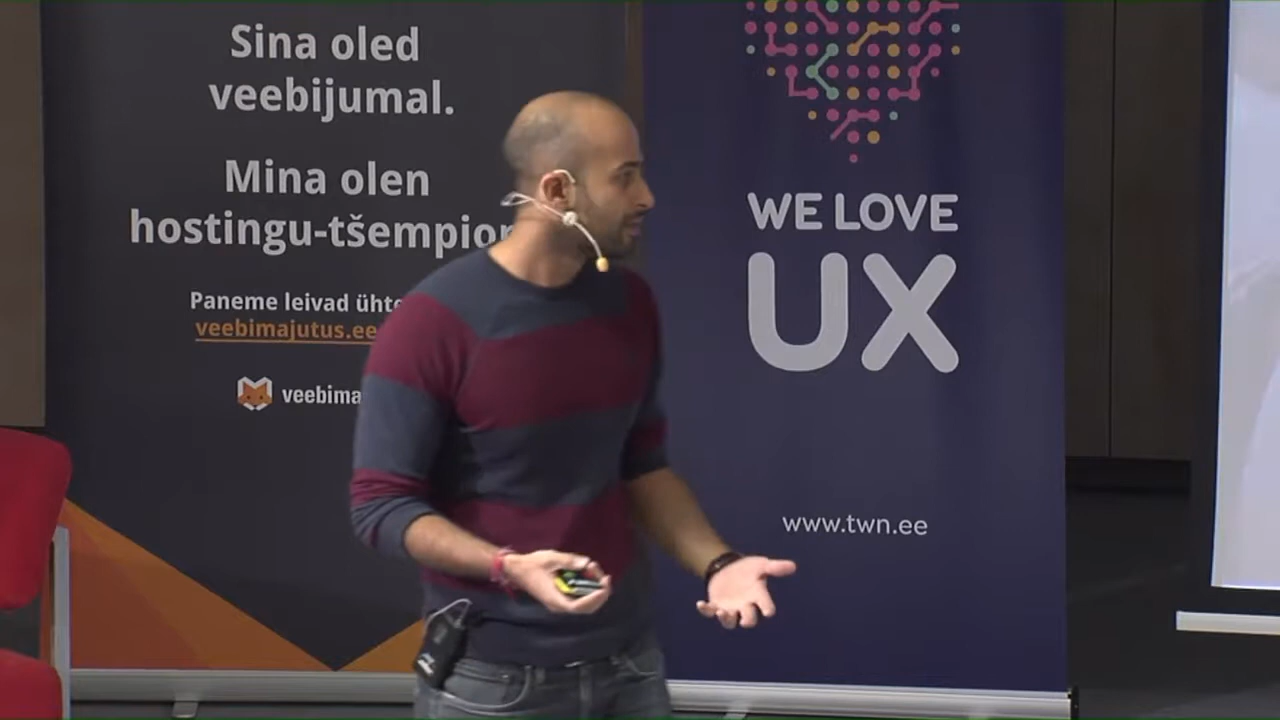 Sina oled
veebijumal.
Mina olen
hostingu-tšempion
Paneme leivad ühte
veebimajutus.ee
veebima
WE LOVE
UX
www.twn.ee